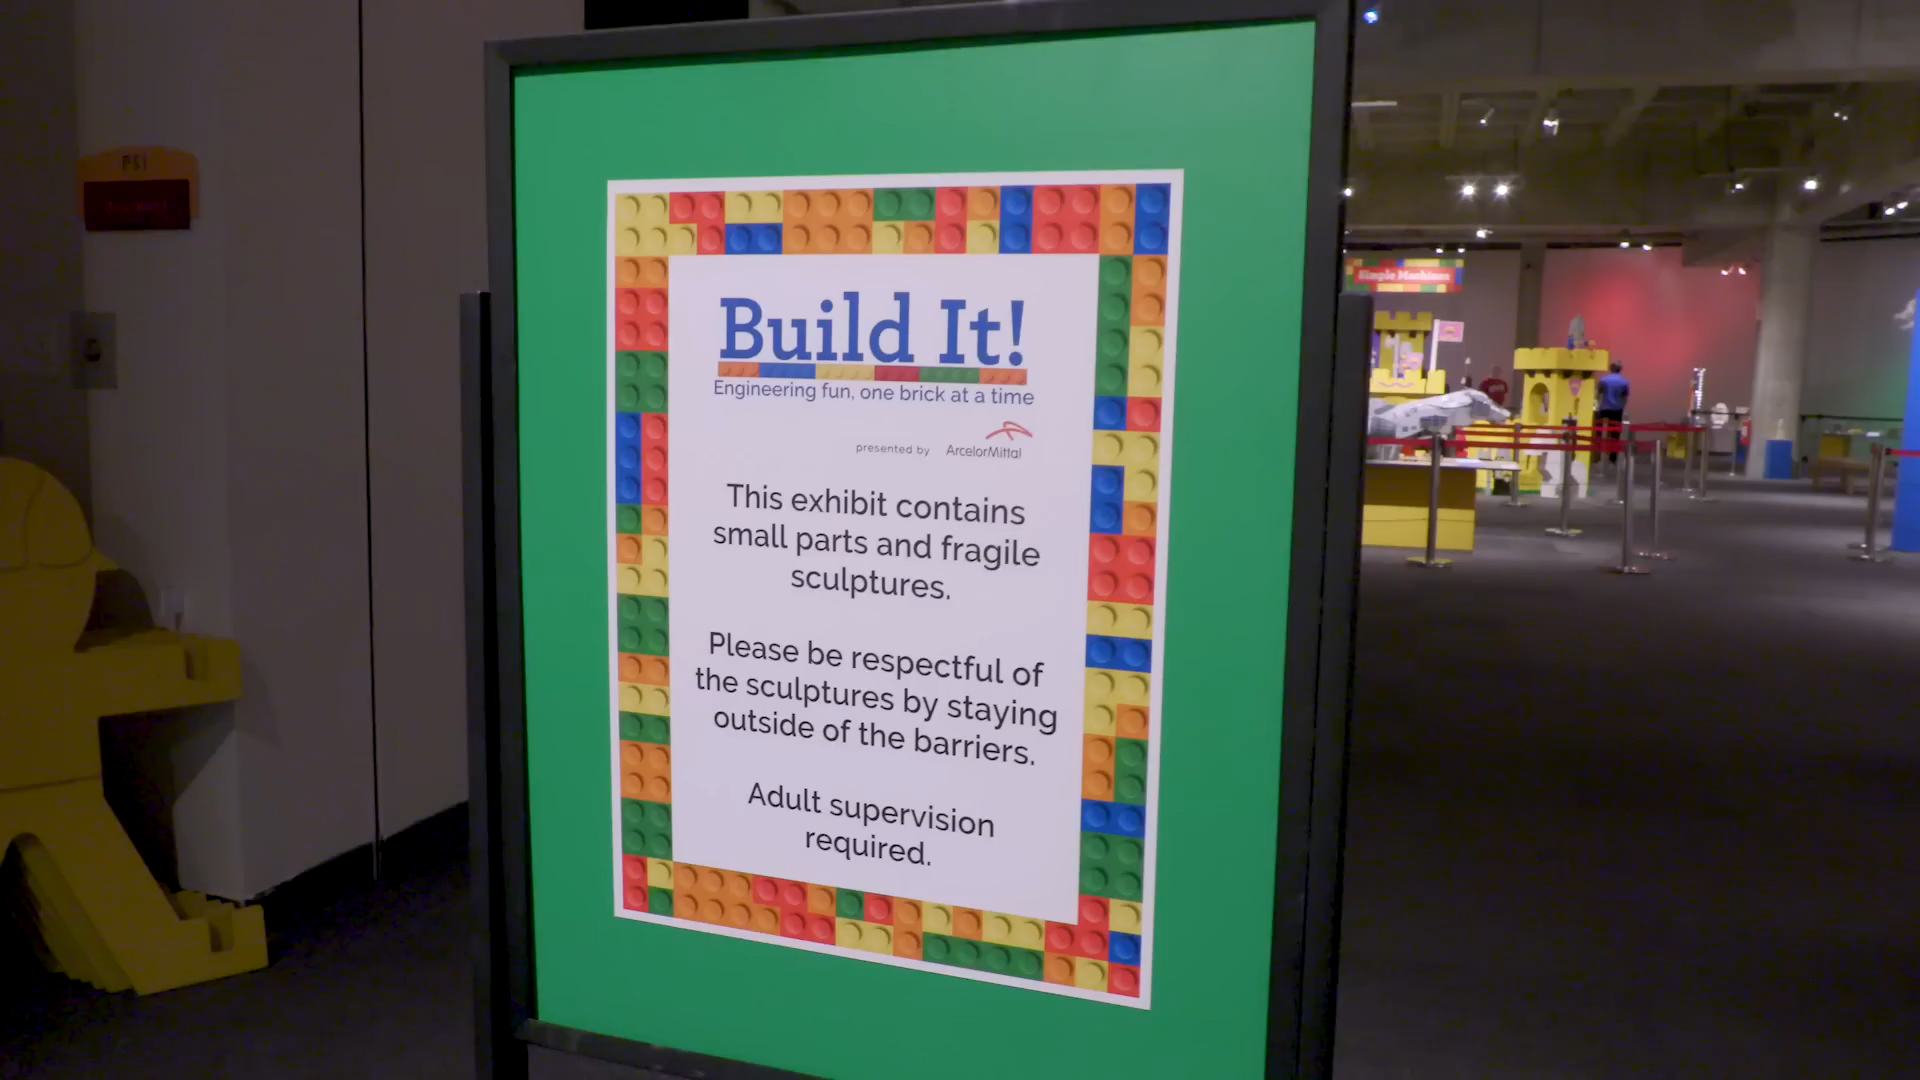 PSI
Build It!
Engineering fun, one brick at a time
presented by ArcelorMittal
This exhibit contains
small parts and fragile
sculptures.
Please be respectful of
the sculptures by staying
outside of the barriers.
Adult supervision
required.
Simple Machines